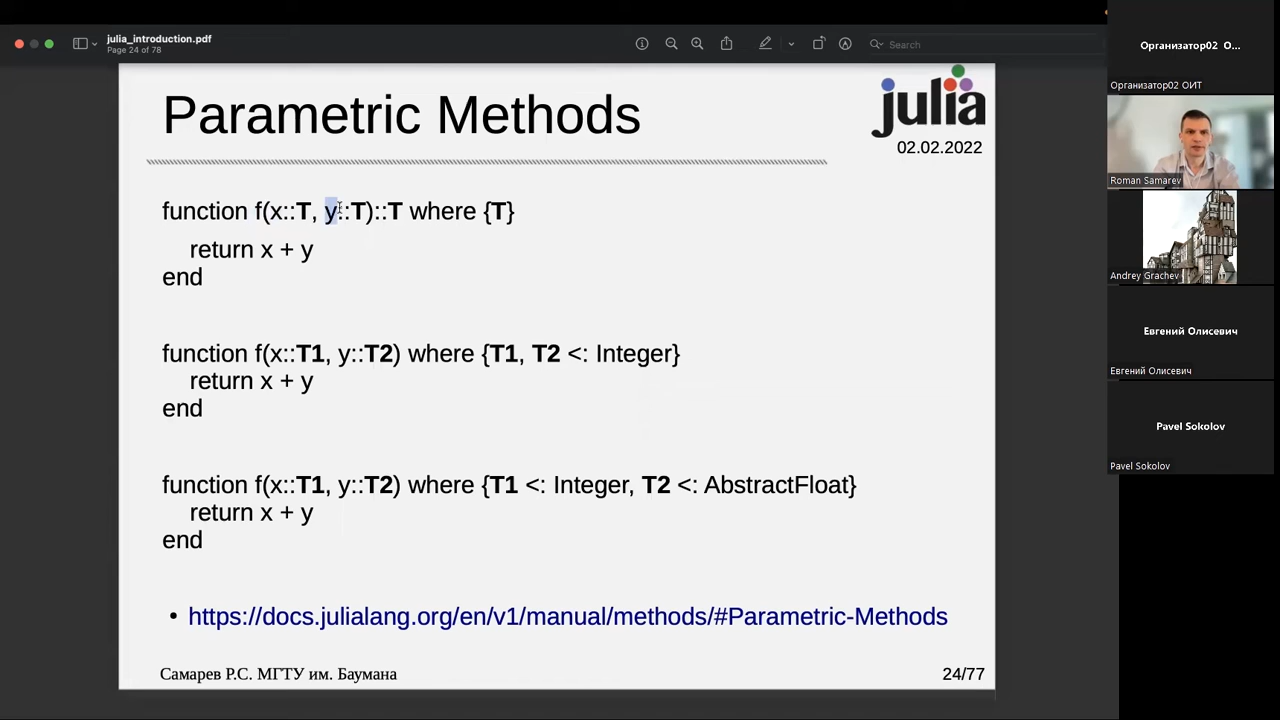 julia_introduction.pdf
Page 24 of 78
Search
Parametric Methods
julia
02.02.2022
function f(x::T, y::T)::T where {T}
return x + y
end
function f(x::T1, y::T2) where {T1, T2 <: Integer}
return x + y
end
function f(x::T1, y::T2) where {T1 <: Integer, T2 <: AbstractFloat}
return x + y
end
• https://docs.julialang.org/en/v1/manual/methods/#Parametric-Methods
Самарев Р.С. МГТУ им. Баумана
24/77
Организатор02 О...
Организатор02 ОИТ
Roman Samarev
Andrey Grachev
Евгений Олисевич
Евгений Олисевич
Pavel Sokolov
Pavel Sokolov